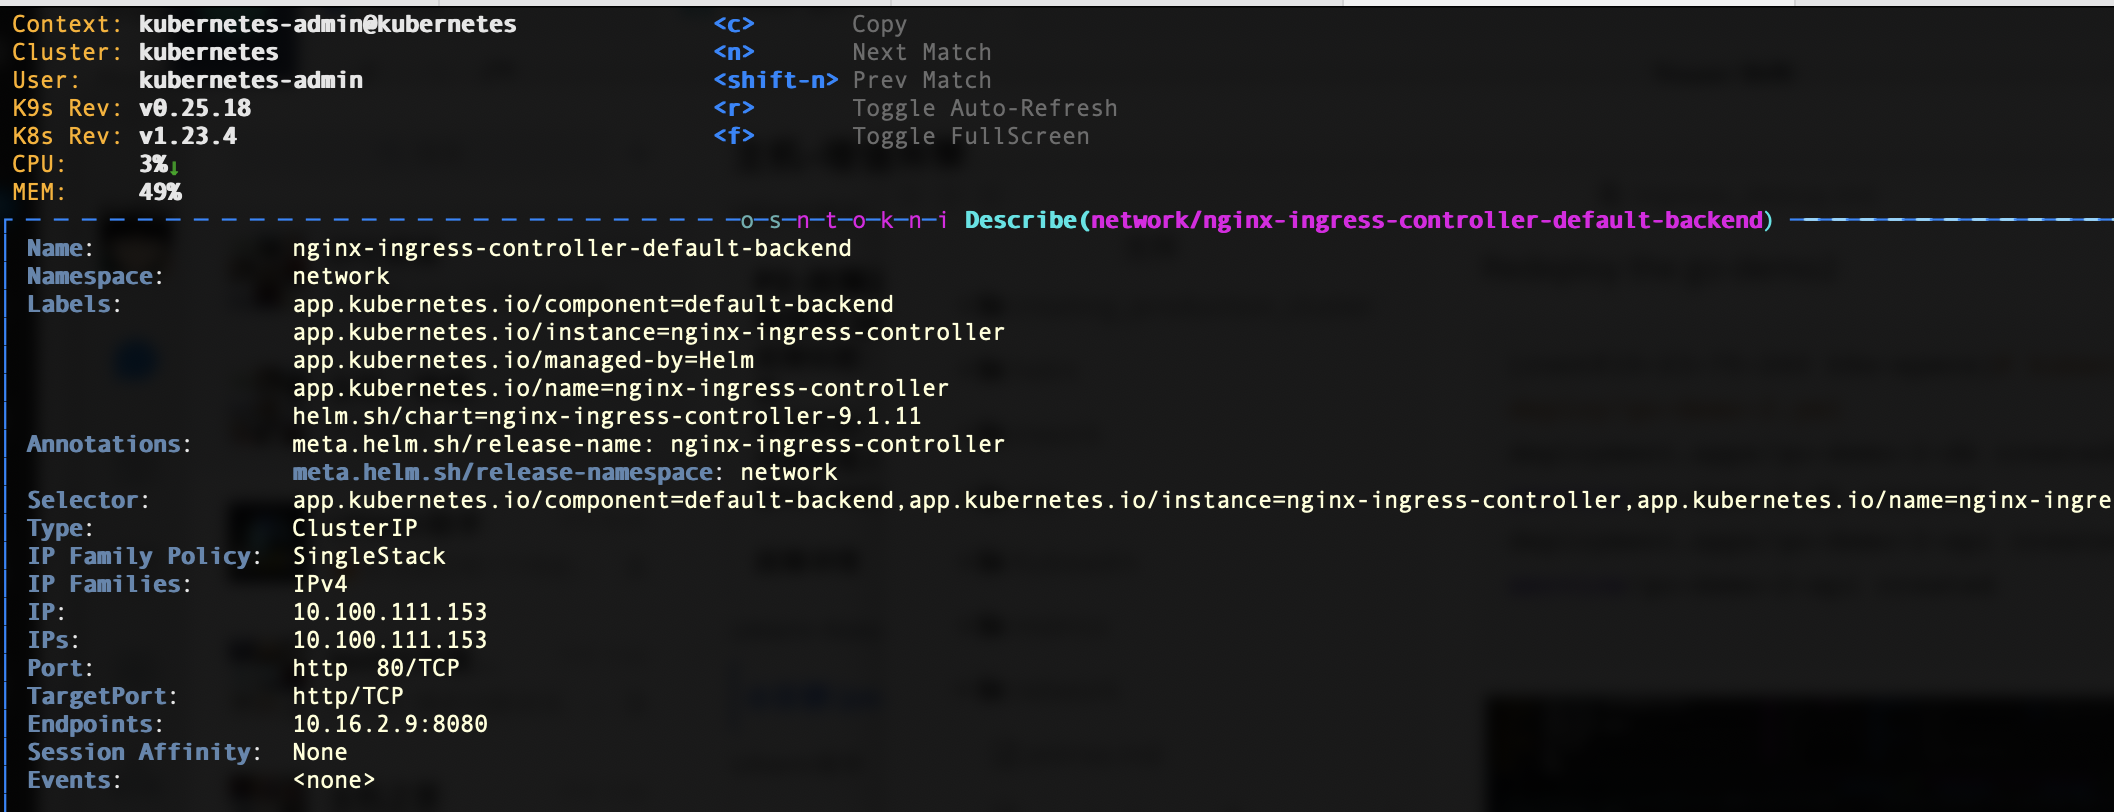 Context: kubernetes-admin@kubernetes <c> Copy
Cluster: kubernetes <n> Next Match
User: kubernetes-admin <shift-n> Prev Match
K9s Rev: v0.25.18 <r> Toggle Auto-Refresh
K8s Rev: v1.23.4 <f> Toggle FullScreen
CPU: 3%↓
MEM: 49%
o s n t o k n i Describe(network/nginx-ingress-controller-default-backend)
Name: nginx-ingress-controller-default-backend
Namespace: network
Labels: app.kubernetes.io/component=default-backend
app.kubernetes.io/instance=nginx-ingress-controller
app.kubernetes.io/managed-by=Helm
app.kubernetes.io/name=nginx-ingress-controller
helm.sh/chart=nginx-ingress-controller-9.1.11
Annotations: meta.helm.sh/release-name: nginx-ingress-controller
meta.helm.sh/release-namespace: network
Selector: app.kubernetes.io/component=default-backend,app.kubernetes.io/instance=nginx-ingress-controller,app.kubernetes.io/name=nginx-ingre
Type: ClusterIP
IP Family Policy: SingleStack
IP Families: IPv4
IP: 10.100.111.153
IPs: 10.100.111.153
Port: http 80/TCP
TargetPort: http/TCP
Endpoints: 10.16.2.9:8080
Session Affinity: None
Events: <none>